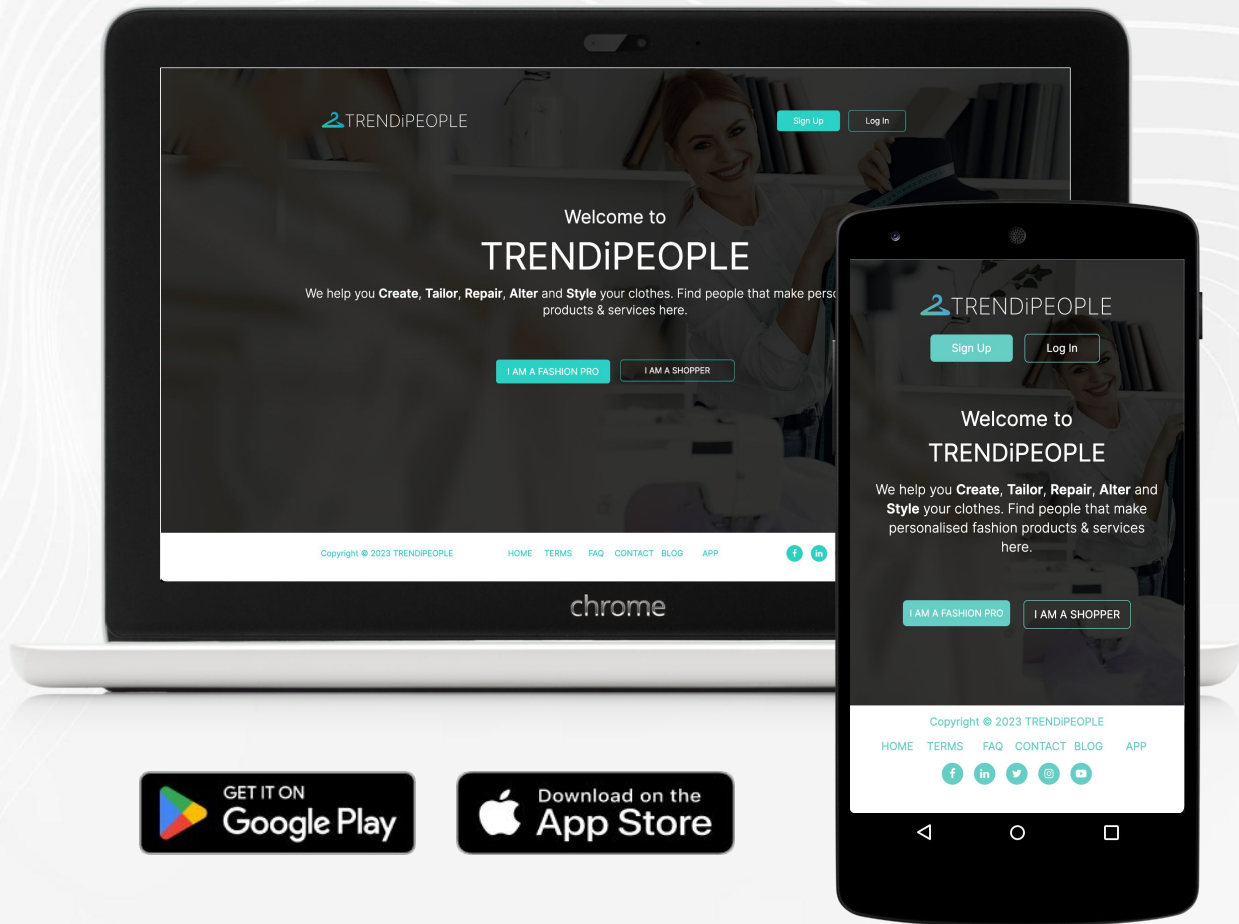 TRENDiPEOPLE
Sign Up
Log In
Welcome to
TRENDiPEOPLE
We help you Create, Tailor, Repair, Alter and Style your clothes. Find people that make
products & services here.
I AM A FASHION PRO
I AM A SHOPPER
Copyright © 2023 TRENDIPEOPLE
HOME TERMS FAQ CONTACT BLOG APP
f in
chrome
TRENDiPEOPLE
Sign Up
Log In
Welcome to
TRENDiPEOPLE
We help you Create, Tailor, Repair, Alter and
Style your clothes. Find people that make
personalised fashion products & services
here.
I AM A FASHION PRO
I AM A SHOPPER
Copyright © 2023 TRENDiPEOPLE
HOME TERMS FAQ CONTACT BLOG APP
f in
GET IT ON
Google Play
Download on the
App Store